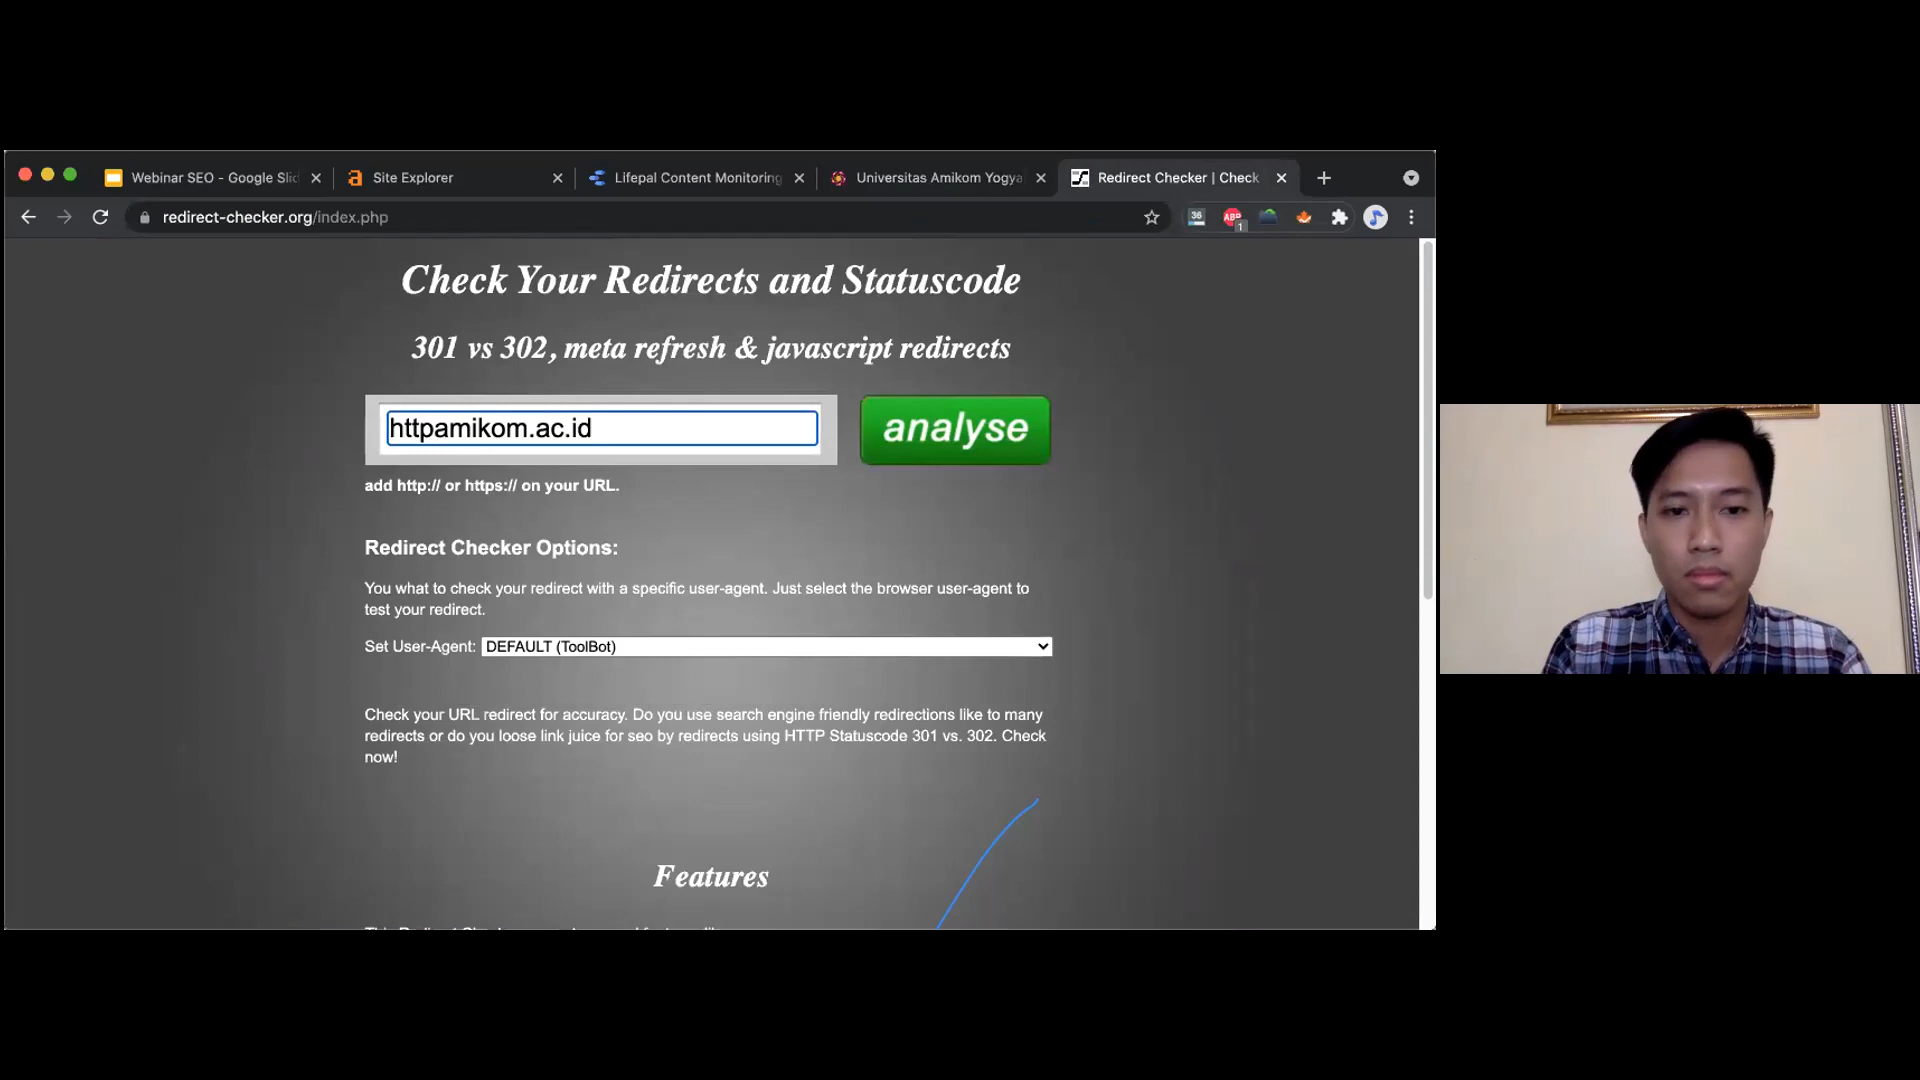 Webinar SEO - Google Slid
Site Explorer
Lifepal Content Monitoring
Universitas Amikom Yogya
Redirect Checker | Check
redirect-checker.org/index.php
36
ABP
1
Check Your Redirects and Statuscode
301 vs 302, meta refresh & javascript redirects
httpamikom.ac.id
analyse
add http:// or https:// on your URL.
Redirect Checker Options:
You what to check your redirect with a specific user-agent. Just select the browser user-agent to
test your redirect.
Set User-Agent: DEFAULT (ToolBot)
Check your URL redirect for accuracy. Do you use search engine friendly redirections like to many
redirects or do you loose link juice for seo by redirects using HTTP Statuscode 301 vs. 302. Check
now!
Features